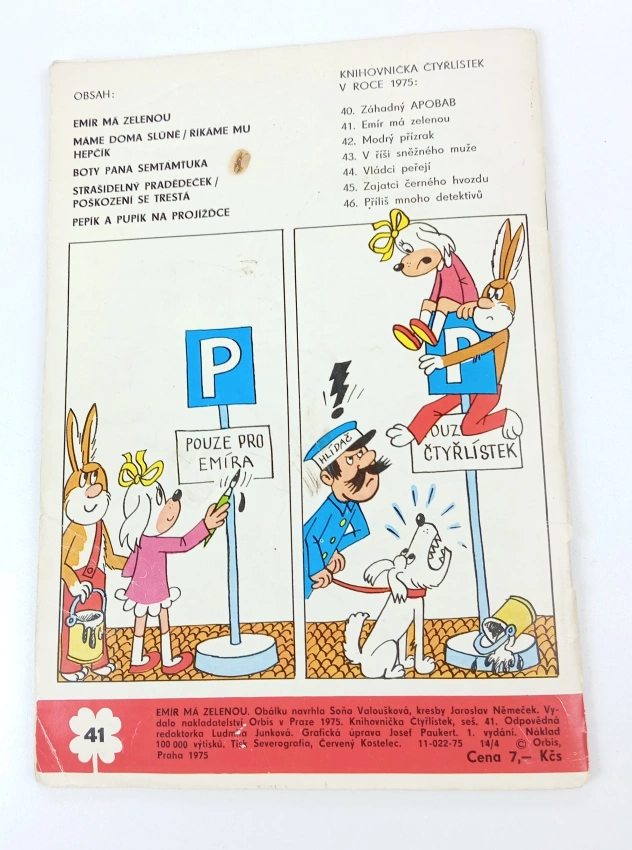 OBSAH:
EMÍR MÁ ZELENOU
MÁME DOMA SLŮNĚ / ŘÍKÁME MU
HEPČÍK
BOTY PANA SEMTAMTUKA
STRAŠIDELNÝ PRADĚDEČEK /
POŠKOZENÍ SE TRESTÁ
PEPÍK A PUPÍK NA PROJÍŽĎCE
KNIHOVNIČKA ČTYŘLÍSTEK
V ROCE 1975:
40. Záhadný APOBAB
41. Emír má zelenou
42. Modrý přízrak
43. V říši sněžného muže
44. Vládci peřejí
45. Zajatci černého hvozdu
46. Příliš mnoho detektivů
P
POUZE PRO
EMÍRA
P
OUZ
ČTYŘLÍSTEK
HLÍDAČ
41
EMÍR MÁ ZELENOU. Obálku navrhla Soňa Valoušková, kresby Jaroslav Němeček. Vy-
dalo nakladatelství Orbis v Praze 1975. Knihovnička Čtyřlístek, seš. 41. Odpovědná
redaktorka Ludmila Junková. Grafická úprava Josef Paukert. 1. vydání. Náklad
100 000 výtisků. Tisk Severografia, Červený Kostelec. 11-022-75 14/4 © Orbis,
Praha 1975
Cena 7,– Kčs